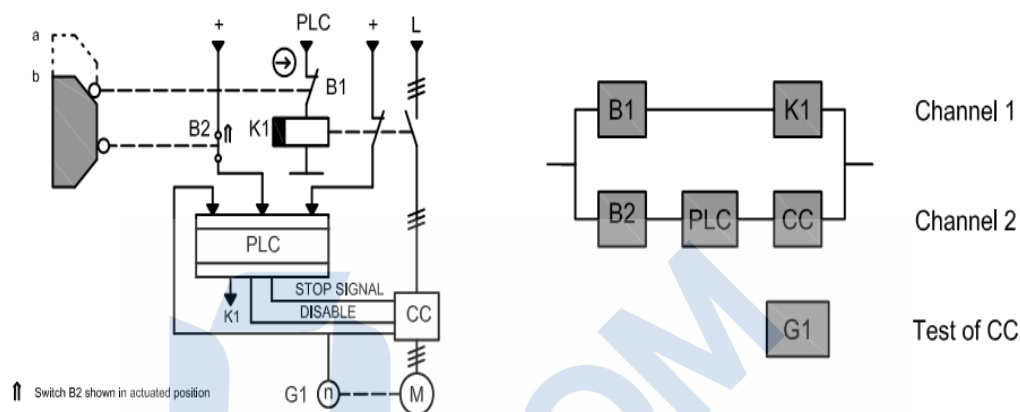 a
b
+
PLC
+
L
B1
B2
K1
PLC
STOP SIGNAL
DISABLE
K1
CC
G1
n
M
Switch B2 shown in actuated position
B1
K1
Channel 1
B2
PLC
CC
Channel 2
G1
Test of CC